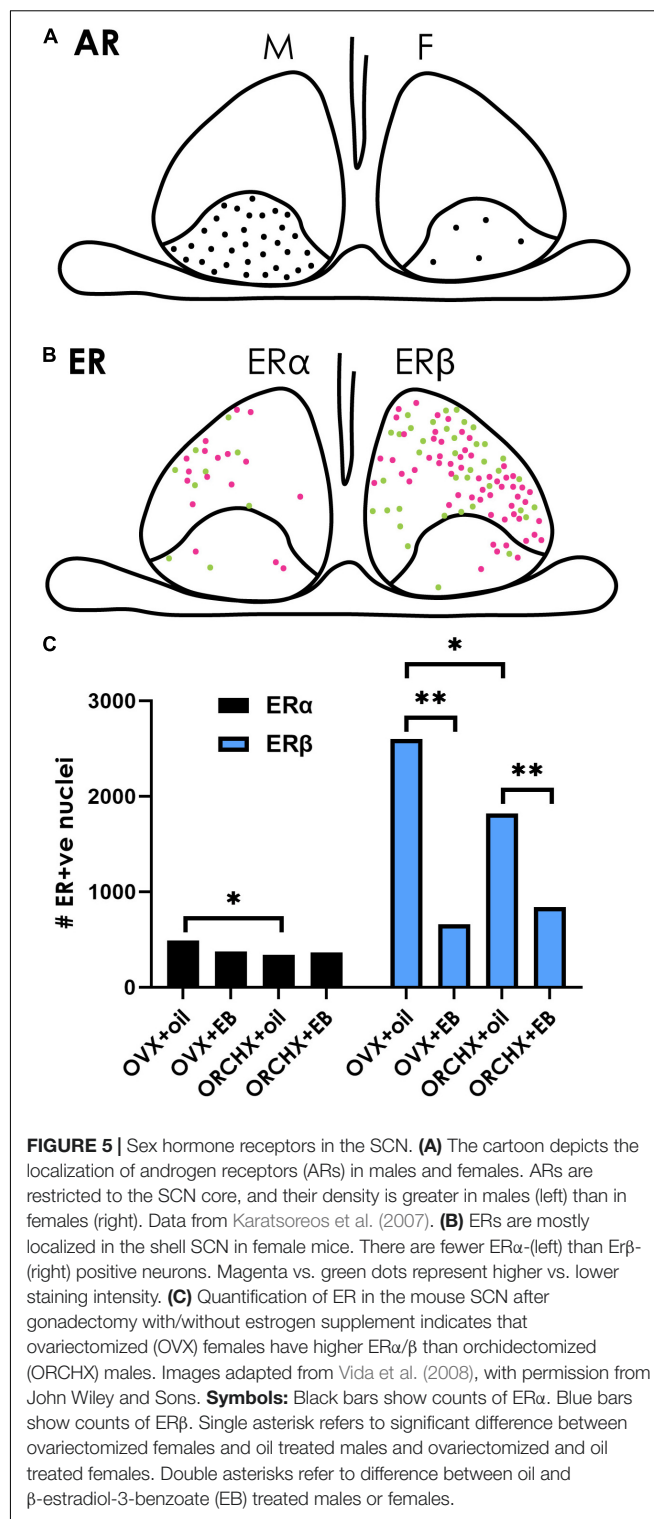 A AR M F
B ER ERα ERβ
C
*
**
**
*
3000
2000
1000
0
# ER+ve nuclei
ERα
ERβ
OVX+oil OVX+EB ORCHX+oil ORCHX+EB OVX+oil OVX+EB ORCHX+oil ORCHX+EB
FIGURE 5 | Sex hormone receptors in the SCN. (A) The cartoon depicts the
localization of androgen receptors (ARs) in males and females. ARs are
restricted to the SCN core, and their density is greater in males (left) than in
females (right). Data from Karatsoreos et al. (2007). (B) ERs are mostly
localized in the shell SCN in female mice. There are fewer ERα-(left) than Erβ-
(right) positive neurons. Magenta vs. green dots represent higher vs. lower
staining intensity. (C) Quantification of ER in the mouse SCN after
gonadectomy with/without estrogen supplement indicates that
ovariectomized (OVX) females have higher ERα/β than orchidectomized
(ORCHX) males. Images adapted from Vida et al. (2008), with permission from
John Wiley and Sons. Symbols: Black bars show counts of ERα. Blue bars
show counts of ERβ. Single asterisk refers to significant difference between
ovariectomized females and oil treated males and ovariectomized and oil
treated females. Double asterisks refer to difference between oil and
β-estradiol-3-benzoate (EB) treated males or females.